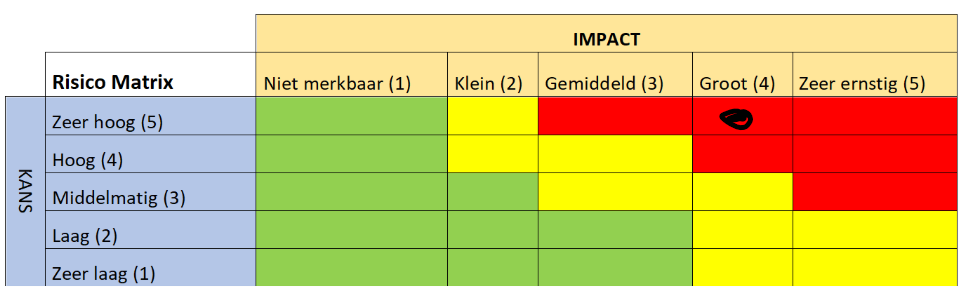 IMPACT
Risico Matrix
Niet merkbaar (1)
Klein (2)
Gemiddeld (3)
Groot (4)
Zeer ernstig (5)
KANS
Zeer hoog (5)
Hoog (4)
Middelmatig (3)
Laag (2)
Zeer laag (1)